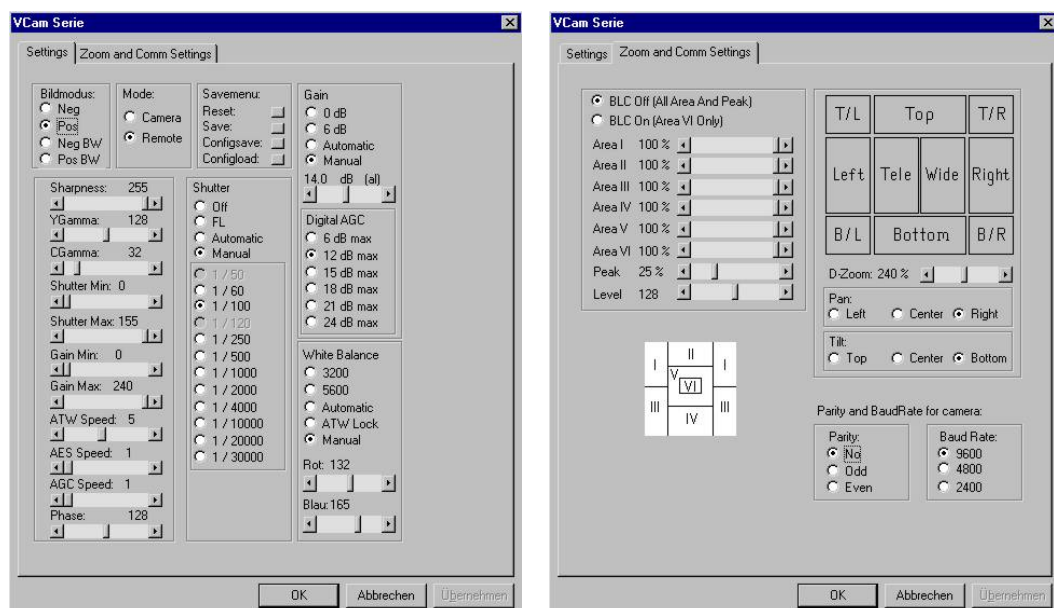 VCam Serie
Settings
Zoom and Comm Settings
Bildmodus:
Neg
Pos
Neg BW
Pos BW
Mode:
Camera
Remote
Savemenu:
Reset:
Save:
Configsave:
Configload:
Gain
0 dB
6 dB
Automatic
Manual
14.0 dB (al)
Sharpness: 255
YGamma: 128
CGamma: 32
Shutter Min: 0
Shutter Max: 155
Gain Min: 0
Gain Max: 240
ATW Speed: 5
AES Speed: 1
AGC Speed: 1
Phase: 128
Shutter
Off
FL
Automatic
Manual
1 / 50
1 / 60
1 / 100
1 / 120
1 / 250
1 / 500
1 / 1000
1 / 2000
1 / 4000
1 / 10000
1 / 20000
1 / 30000
Digital AGC
6 dB max
12 dB max
15 dB max
18 dB max
21 dB max
24 dB max
White Balance
3200
5600
Automatic
ATW Lock
Manual
Rot: 132
Blau: 165
OK
Abbrechen
Übernehmen
VCam Serie
Settings
Zoom and Comm Settings
BLC Off (All Area And Peak)
BLC On (Area VI Only)
Area I 100 %
Area II 100 %
Area III 100 %
Area IV 100 %
Area V 100 %
Area VI 100 %
Peak 25 %
Level 128
I II I
V VI
III IV III
T/L Top T/R
Left Tele Wide Right
B/L Bottom B/R
D-Zoom: 240 %
Pan:
Left Center Right
Tilt:
Top Center Bottom
Parity and BaudRate for camera:
Parity:
No
Odd
Even
Baud Rate:
9600
4800
2400
OK
Abbrechen
Übernehmen